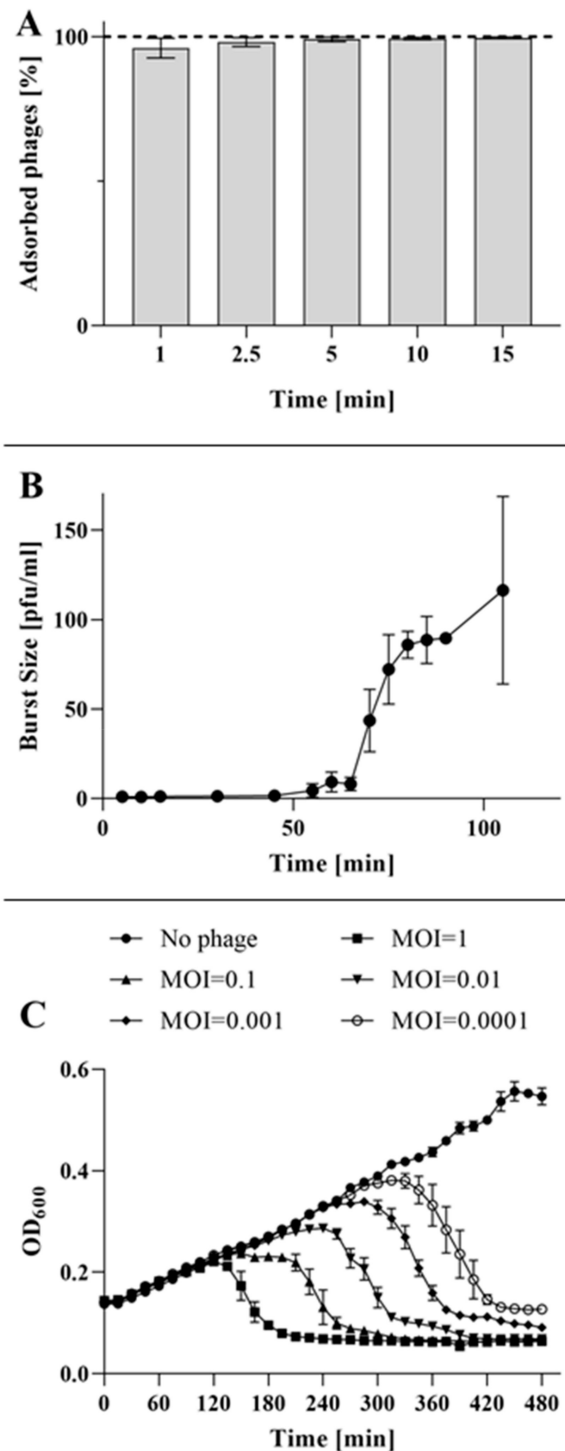 A
Adsorbed phages [%]
100
0
1 2.5 5 10 15
Time [min]
B
Burst Size [pfu/ml]
150
100
50
0
0 50 100
Time [min]
No phage MOI=1
MOI=0.1 MOI=0.01
MOI=0.001 MOI=0.0001
C
OD600
0.6
0.4
0.2
0.0
0 60 120 180 240 300 360 420 480
Time [min]